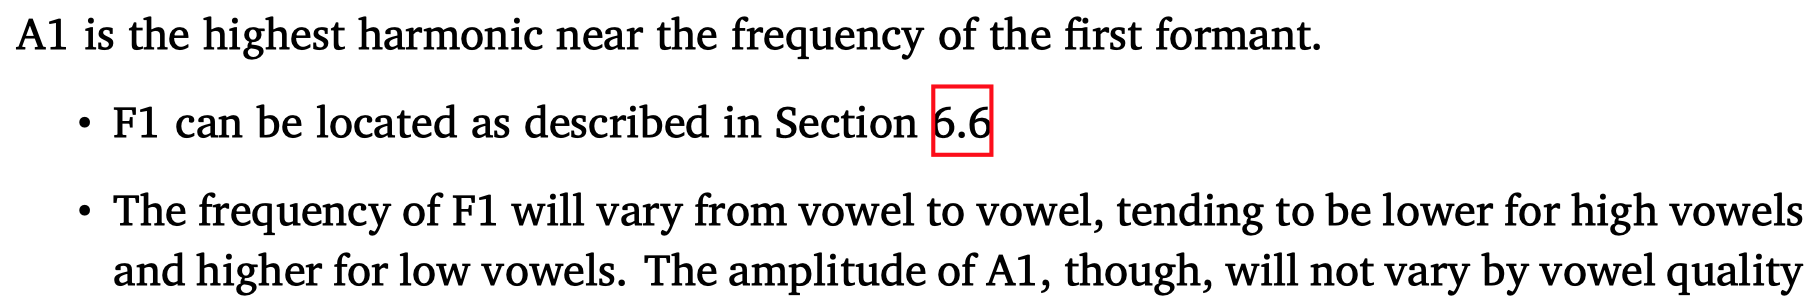 A1 is the highest harmonic near the frequency of the first formant.
• F1 can be located as described in Section 6.6
• The frequency of F1 will vary from vowel to vowel, tending to be lower for high vowels
and higher for low vowels. The amplitude of A1, though, will not vary by vowel quality